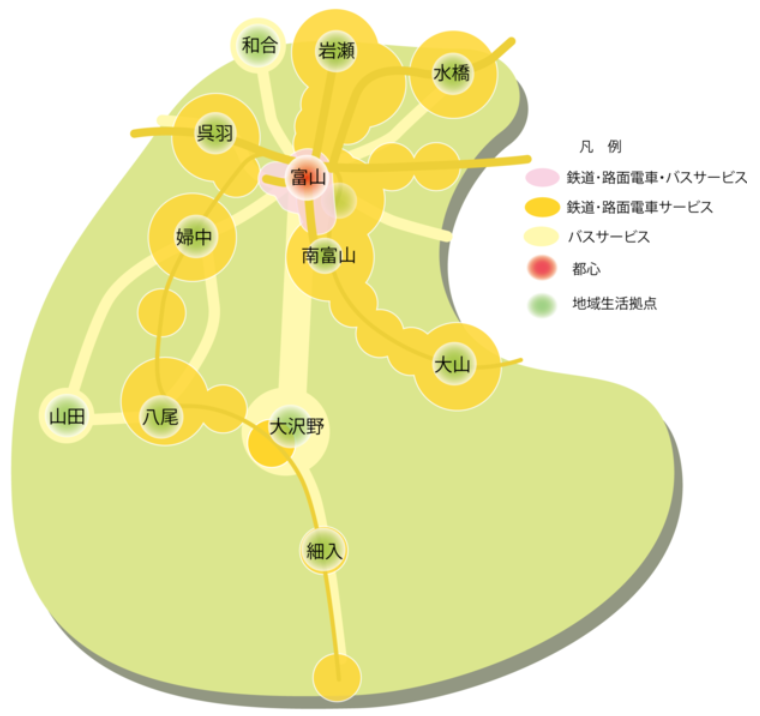 和合
岩瀬
水橋
呉羽
富山
婦中
南富山
大山
山田
八尾
大沢野
細入
凡 例
鉄道・路面電車・バスサービス
鉄道・路面電車サービス
バスサービス
都心
地域生活拠点